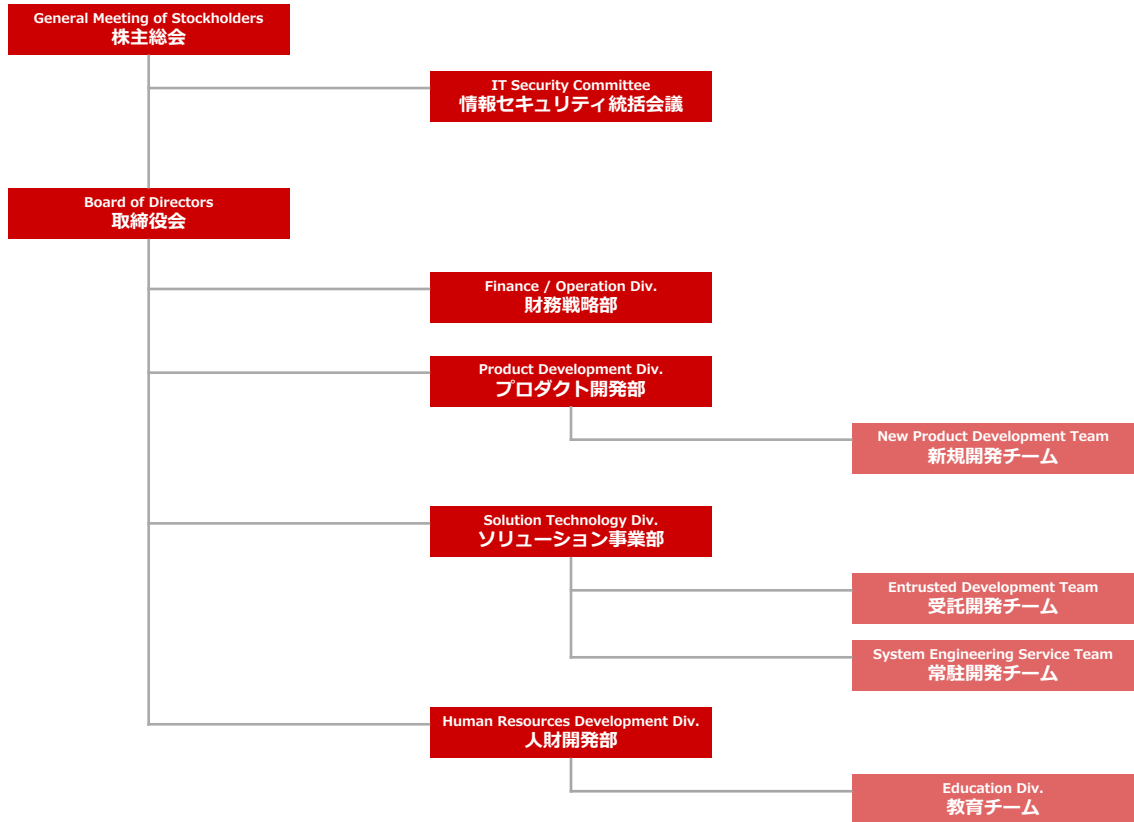 General Meeting of Stockholders
株主総会
IT Security Committee
情報セキュリティ統括会議
Board of Directors
取締役会
Finance / Operation Div.
財務戦略部
Product Development Div.
プロダクト開発部
New Product Development Team
新規開発チーム
Solution Technology Div.
ソリューション事業部
Entrusted Development Team
受託開発チーム
System Engineering Service Team
常駐開発チーム
Human Resources Development Div.
人財開発部
Education Div.
教育チーム